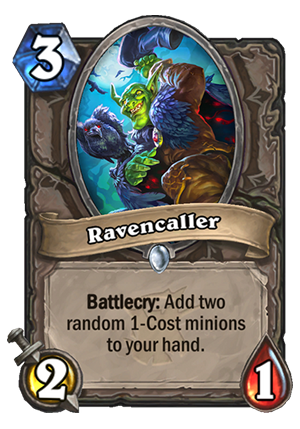 3
Ravencaller
Battlecry: Add two
random 1-Cost minions
to your hand.
2
1